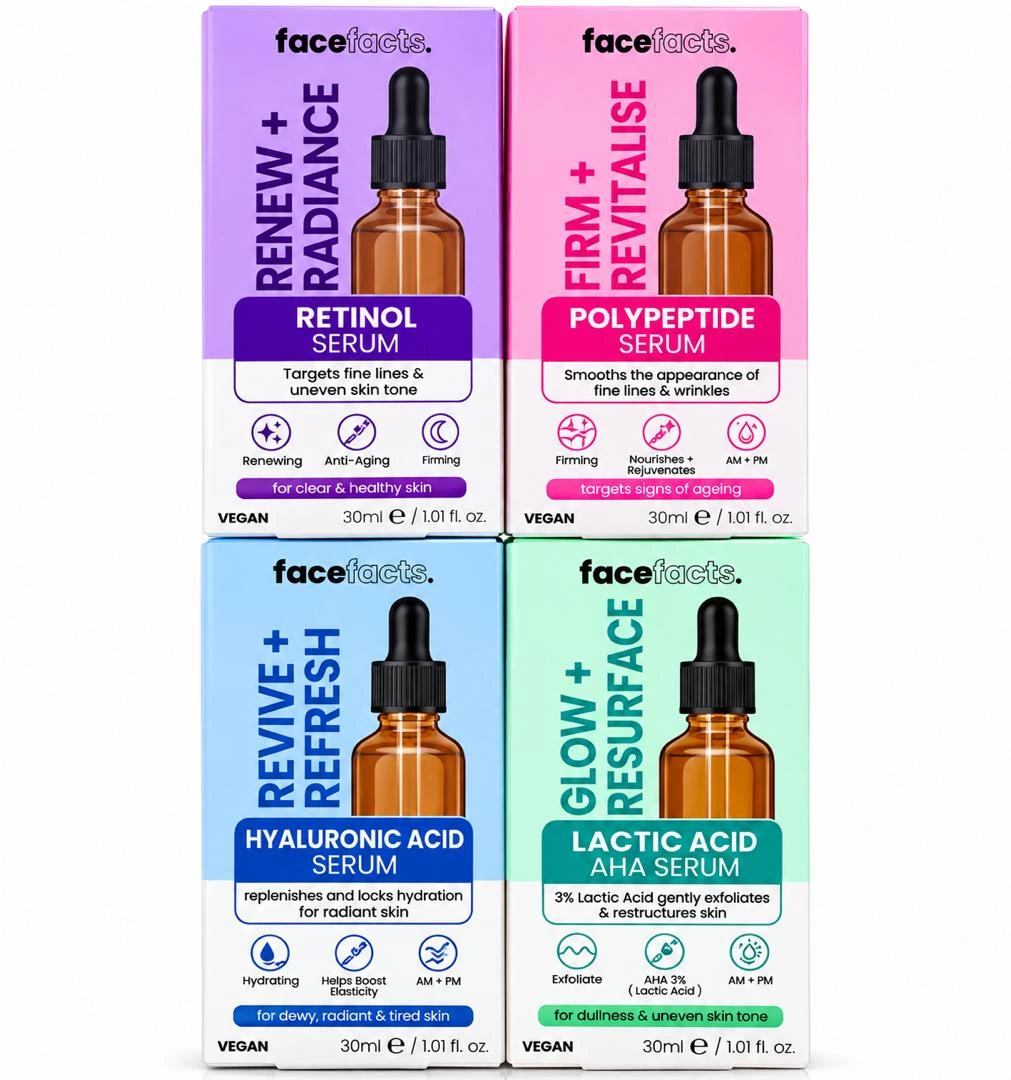 facefacts.
RENEW +
RADIANCE
RETINOL
SERUM
Targets fine lines &
uneven skin tone
Renewing
Anti-Aging
Firming
for clear & healthy skin
VEGAN
30ml ℮ / 1.01 fl. oz.
facefacts.
FIRM +
REVITALISE
POLYPEPTIDE
SERUM
Smooths the appearance of
fine lines & wrinkles
Firming
Nourishes +
Rejuvenates
AM + PM
targets signs of ageing
VEGAN
30ml ℮ / 1.01 fl. oz.
facefacts.
REVIVE +
REFRESH
HYALURONIC ACID
SERUM
replenishes and locks hydration
for radiant skin
Hydrating
Helps Boost
Elasticity
AM + PM
for dewy, radiant & tired skin
VEGAN
30ml ℮ / 1.01 fl. oz.
facefacts.
GLOW +
RESURFACE
LACTIC ACID
AHA SERUM
3% Lactic Acid gently exfoliates
& restructures skin
Exfoliate
AHA 3%
( Lactic Acid )
AM + PM
for dullness & uneven skin tone
VEGAN
30ml ℮ / 1.01 fl. oz.